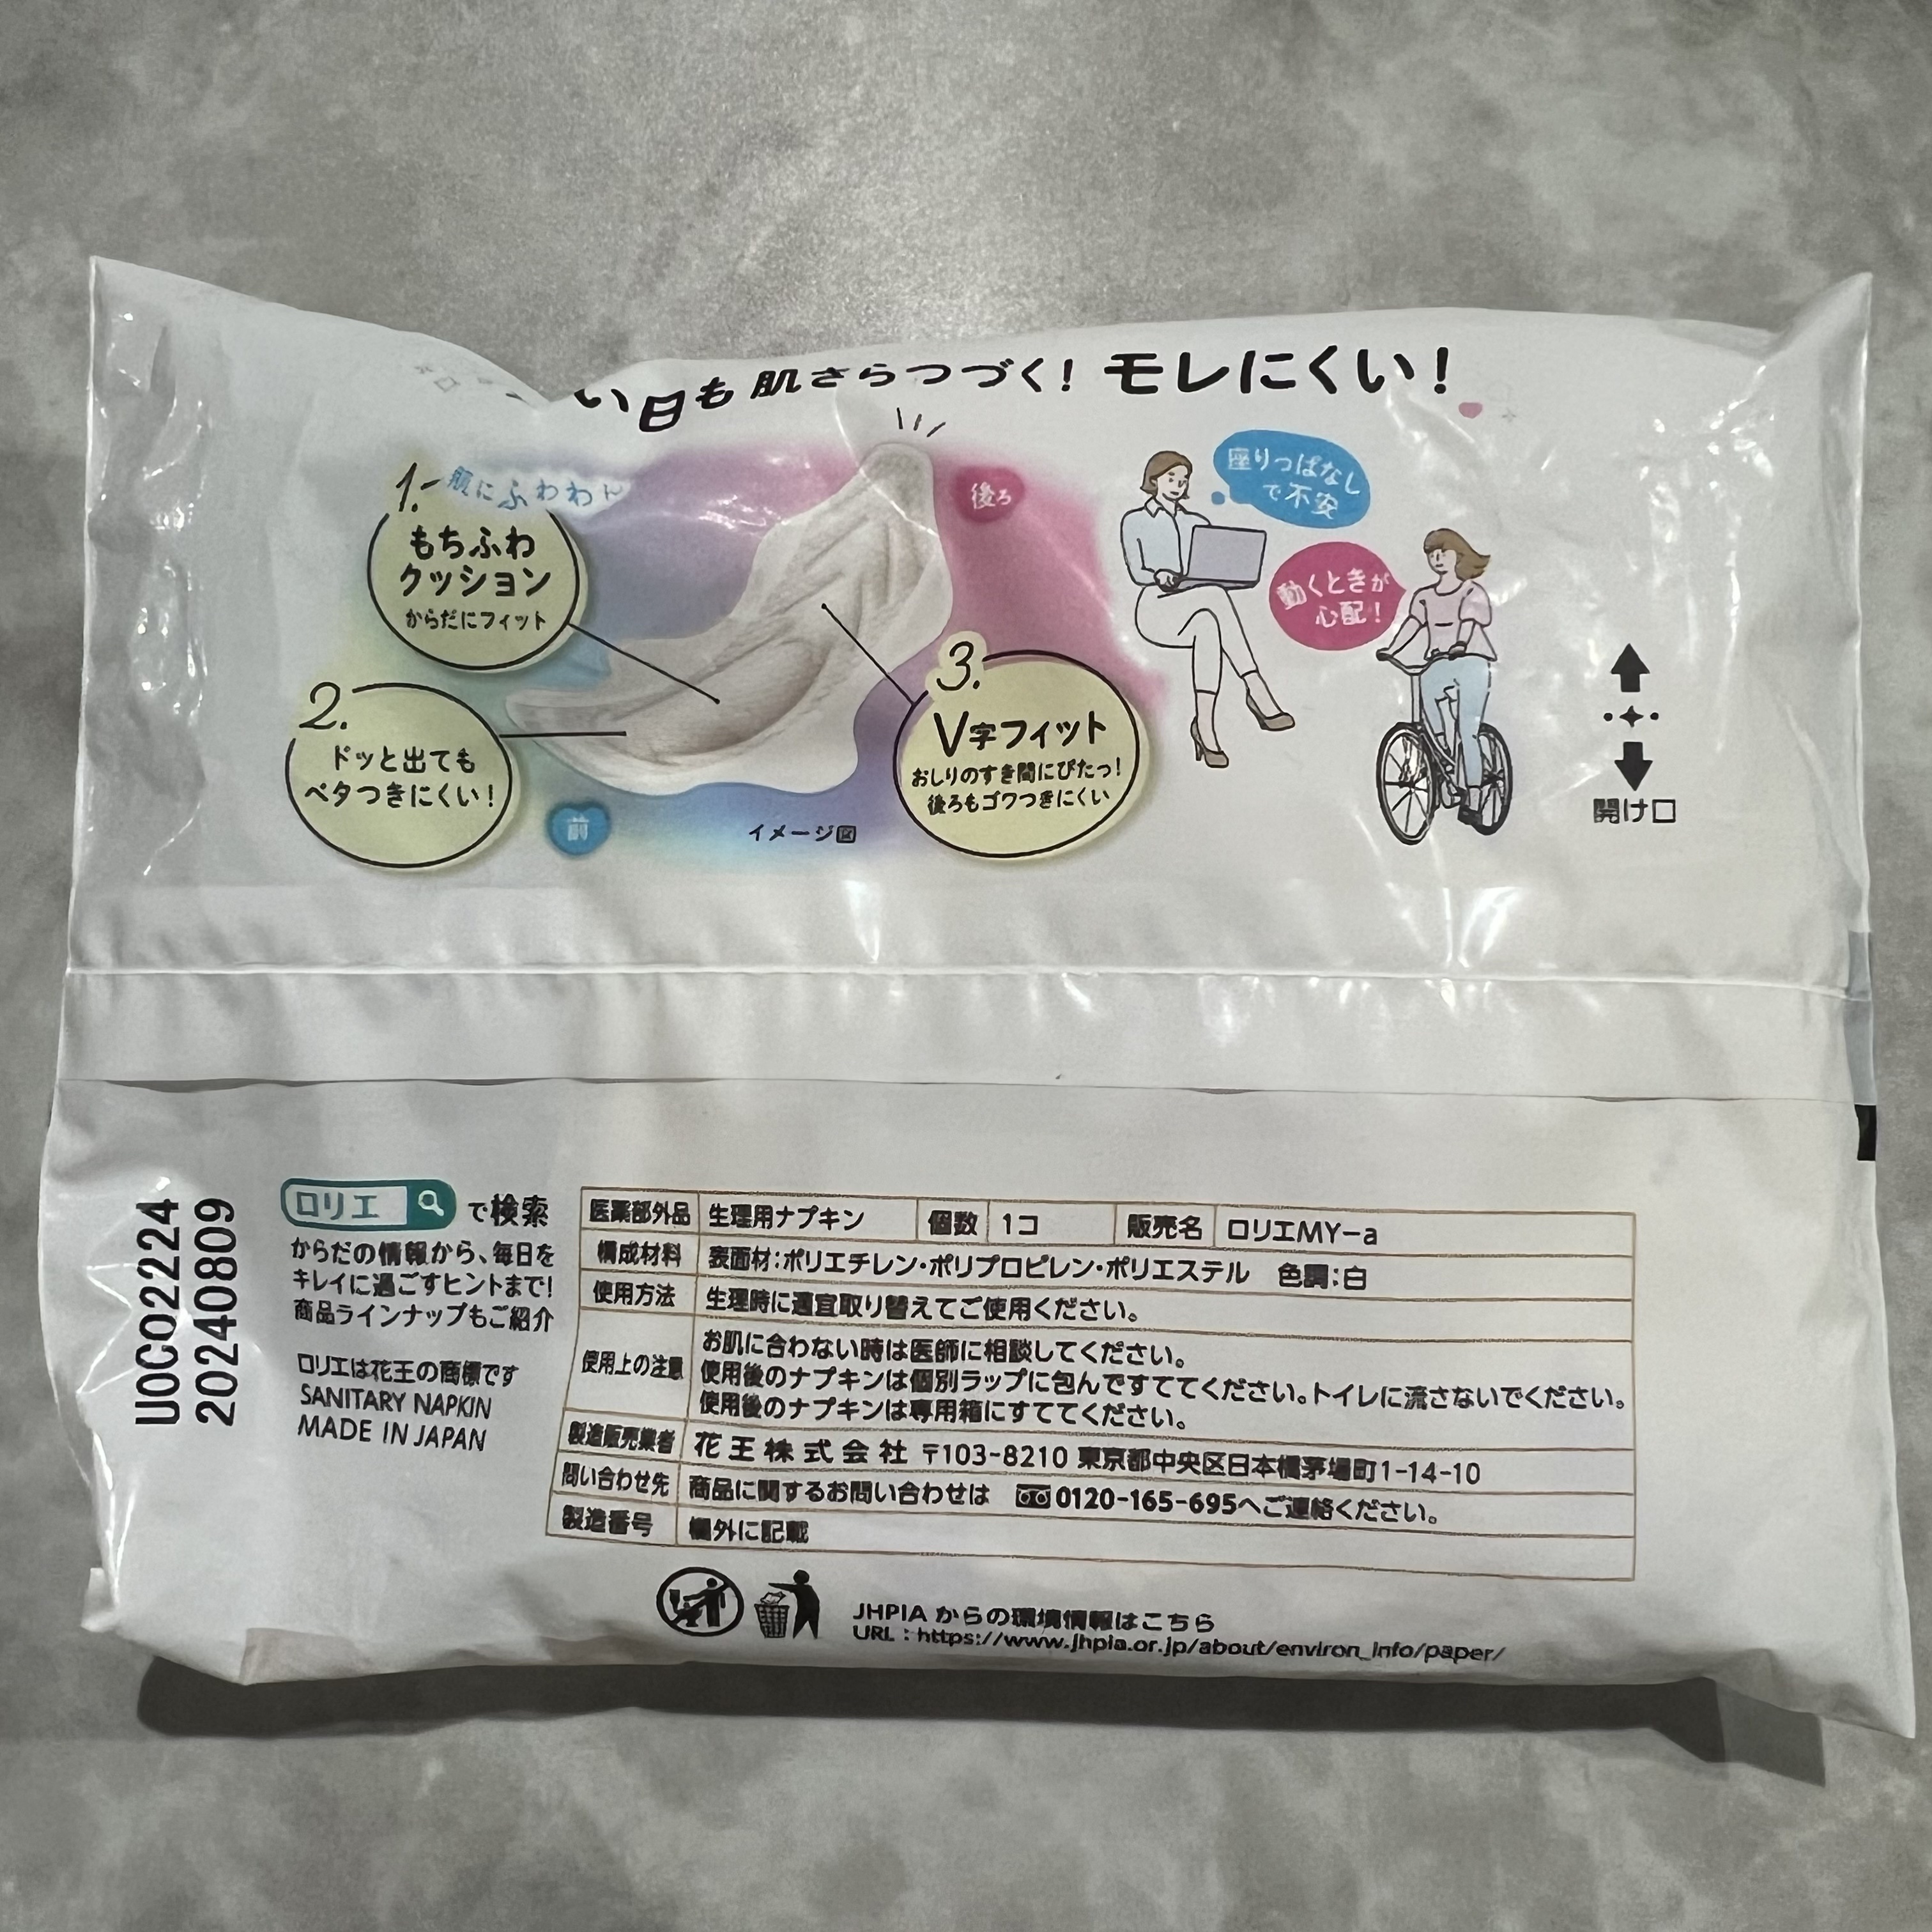 い日も 肌さらつづく! モレにくい!
1. 肌にふわわん
もちふわ
クッション
からだにフィット
2.
ドッと出ても
ベタつきにくい!
前
イメージ図
後ろ
3.
V字フィット
おしりのすき間にぴたっ!
後ろもゴワつきにくい
座りっぱなし
で不安
動くときが
心配!
開け口
U0C02224
20240809
ロリエ で検索
からだの情報から、毎日を
キレイに過ごすヒントまで!
商品ラインナップもご紹介
ロリエは花王の商標です
SANITARY NAPKIN
MADE IN JAPAN
医薬部外品 生理用ナプキン 個数 1コ 販売名 ロリエMY-a
構成材料 表面材:ポリエチレン・ポリプロピレン・ポリエステル 色調:白
使用方法 生理時に適宜取り替えてご使用ください。
使用上の注意 お肌に合わない時は医師に相談してください。
使用後のナプキンは個別ラップに包んですててください。トイレに流さないでください。
使用後のナプキンは専用箱にすててください。
製造販売業者 花王株式会社 〒103-8210 東京都中央区日本橋茅場町1-14-10
問い合わせ先 商品に関するお問い合わせは 0120-165-695へご連絡ください。
製造番号 欄外に記載
JHPIA からの環境情報はこちら
URL : https://www.jhpia.or.jp/about/environ_info/paper/